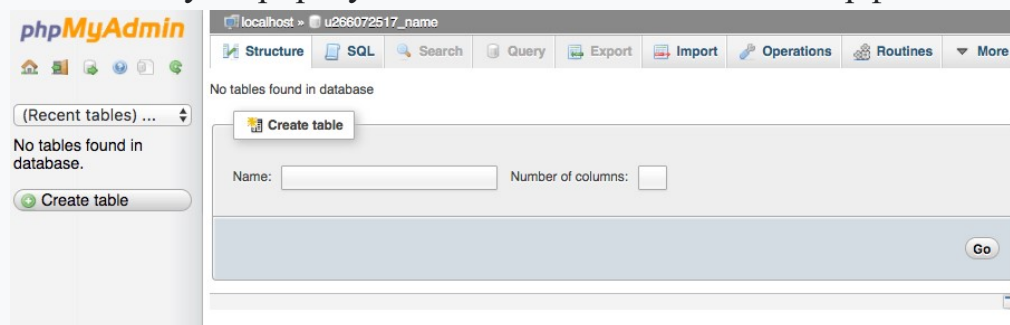 phpMyAdmin
(Recent tables) ...
No tables found in
database.
Create table
localhost » u266072517_name
Structure SQL Search Query Export Import Operations Routines More
No tables found in database
Create table
Name: Number of columns:
Go